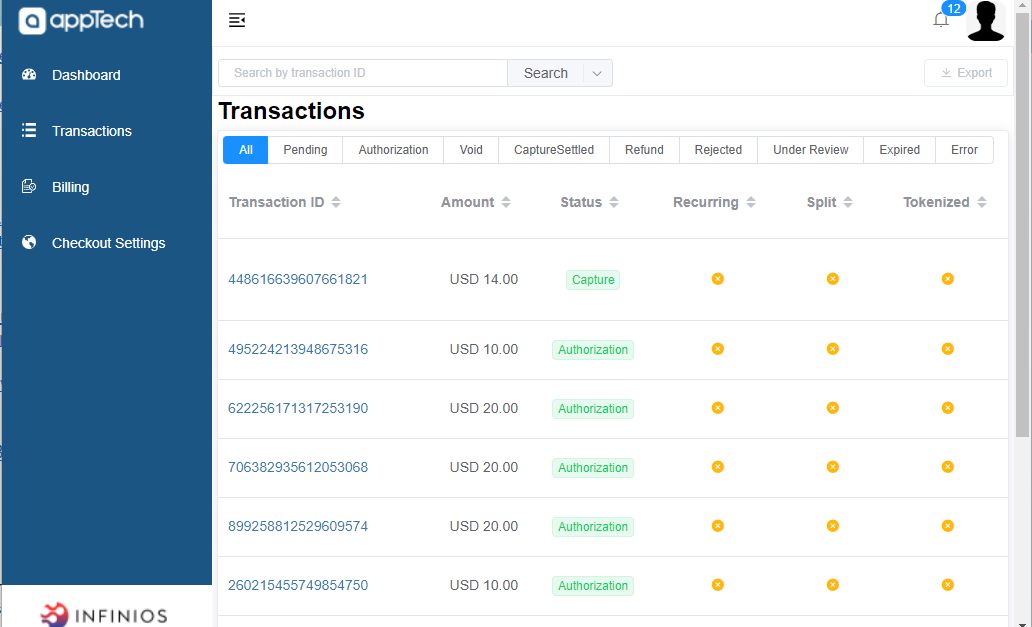 appTech
12
Dashboard
Transactions
Billing
Checkout Settings
Search by transaction ID
Search
Export
Transactions
All Pending Authorization Void CaptureSettled Refund Rejected Under Review Expired Error
Transaction ID Amount Status Recurring Split Tokenized
448616639607661821 USD 14.00 Capture
495224213948675316 USD 10.00 Authorization
622256171317253190 USD 20.00 Authorization
706382935612053068 USD 20.00 Authorization
899258812529609574 USD 20.00 Authorization
260215455749854750 USD 10.00 Authorization
INFINIOS